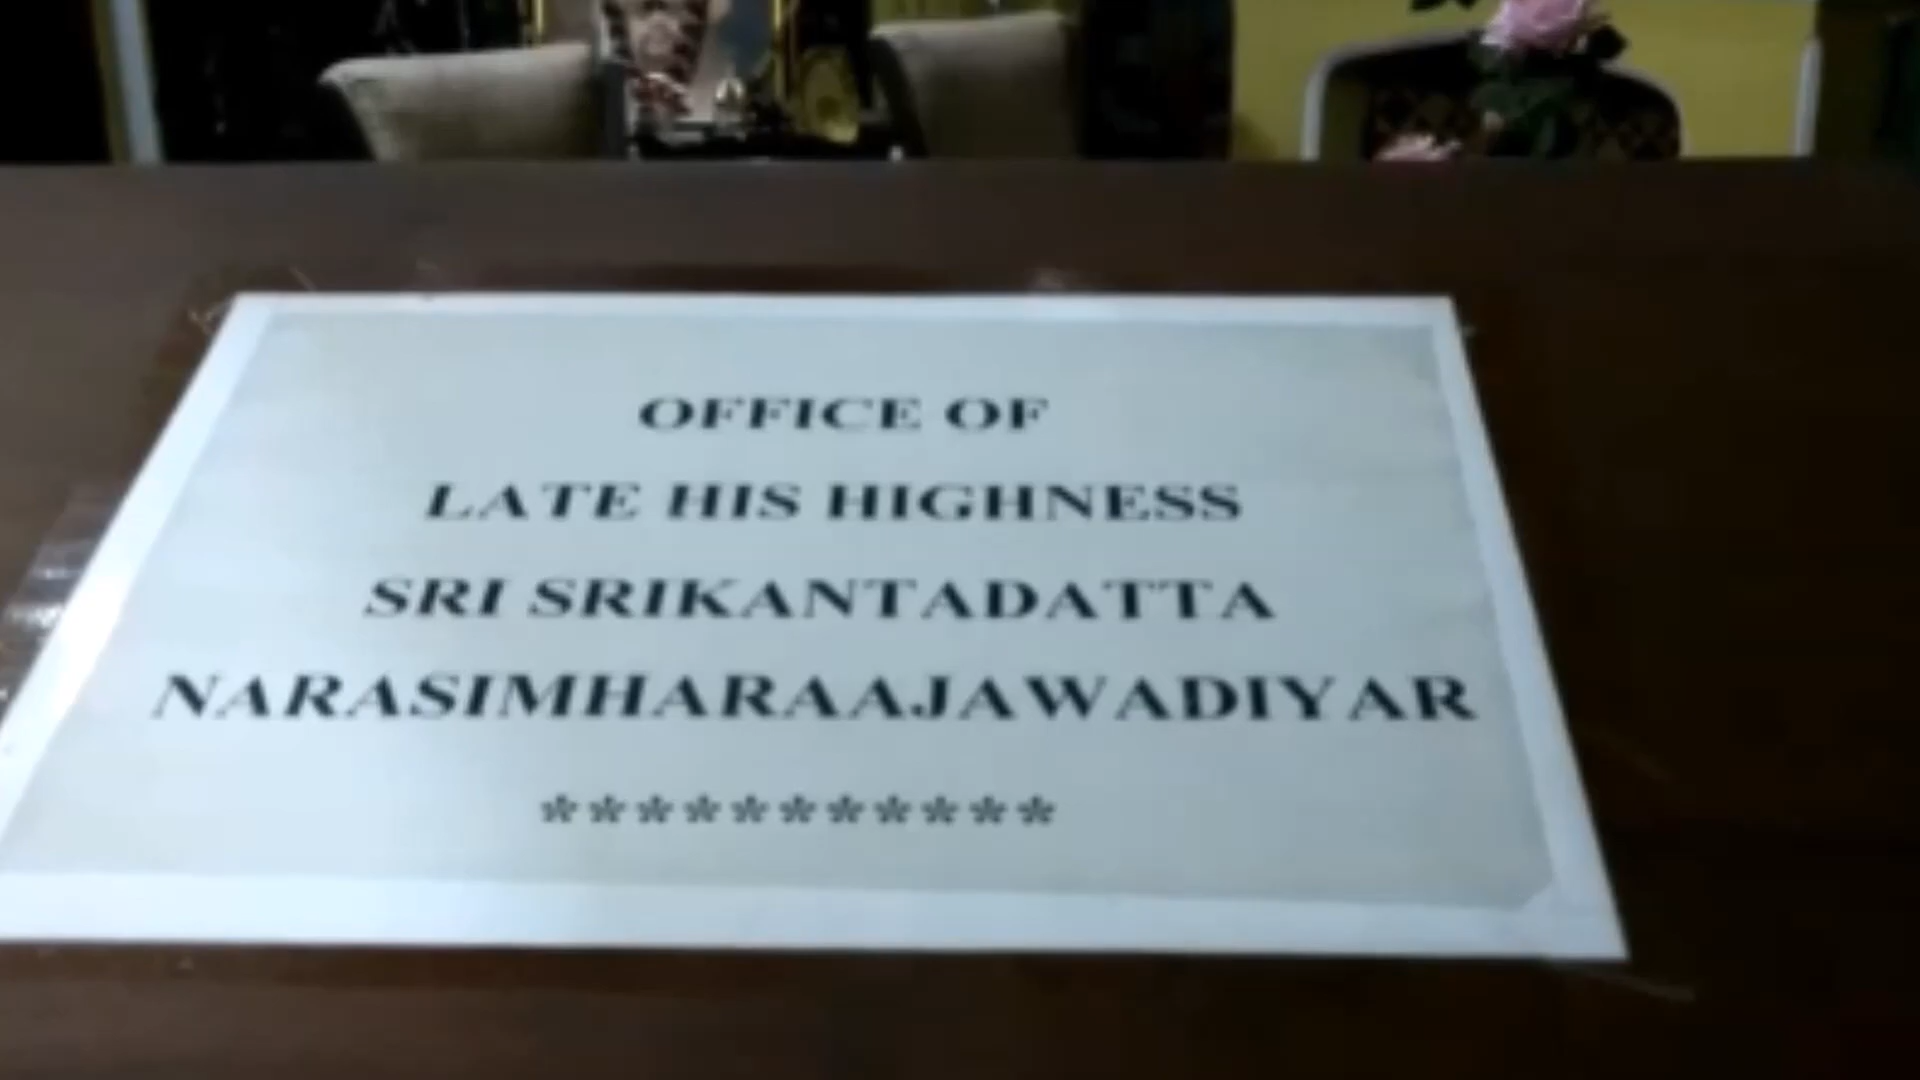 OFFICE OF
LATE HIS HIGHNESS
SRI SRIKANTADATTA
NARASIMHARAAJAWADIYAR
***********